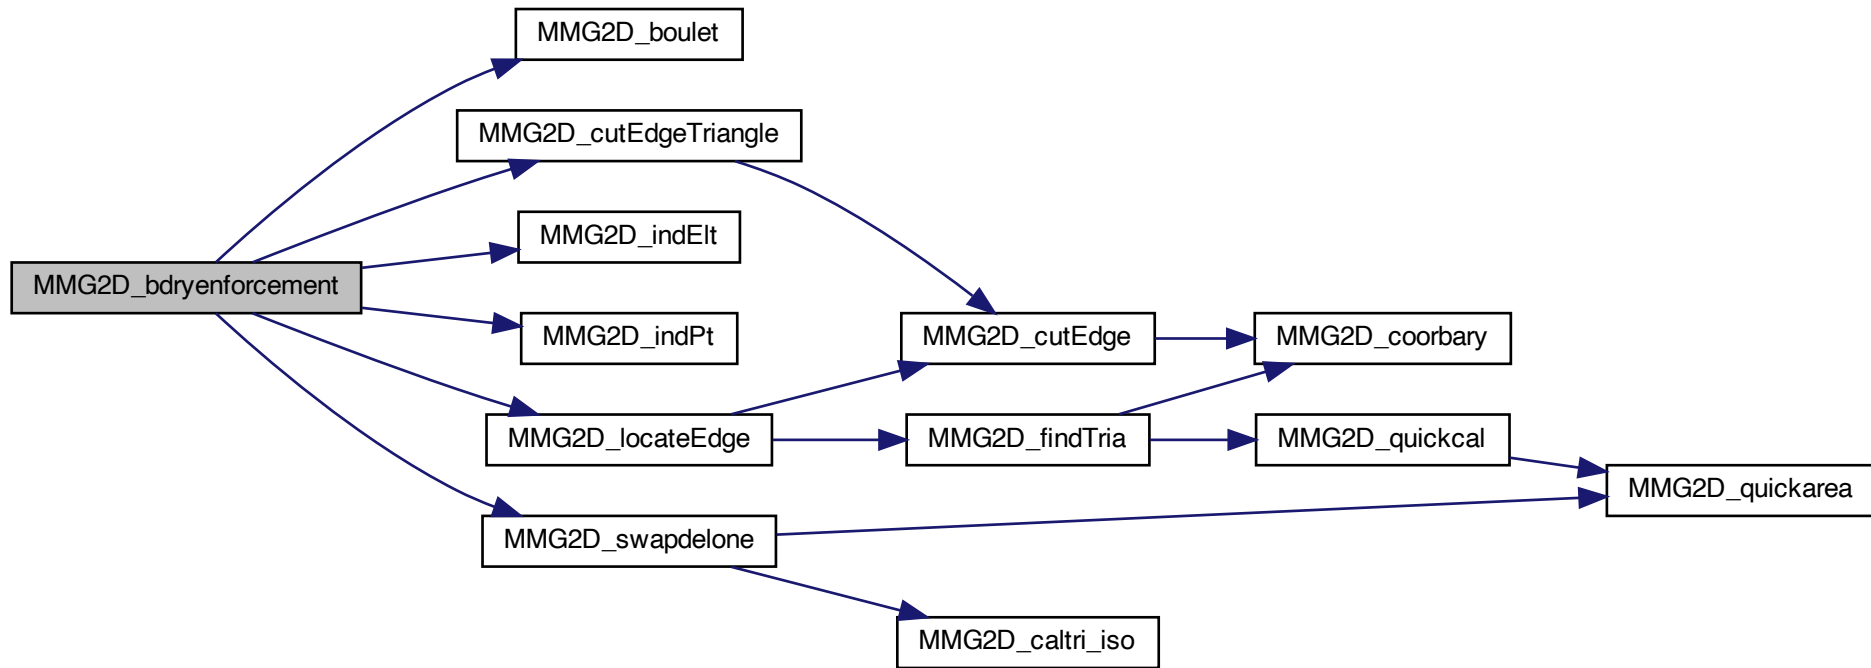 MMG2D_boulet
MMG2D_cutEdgeTriangle
MMG2D_indElt
MMG2D_bdryenforcement
MMG2D_indPt
MMG2D_cutEdge
MMG2D_coorbary
MMG2D_locateEdge
MMG2D_findTria
MMG2D_quickcal
MMG2D_quickarea
MMG2D_swapdelone
MMG2D_caltri_iso